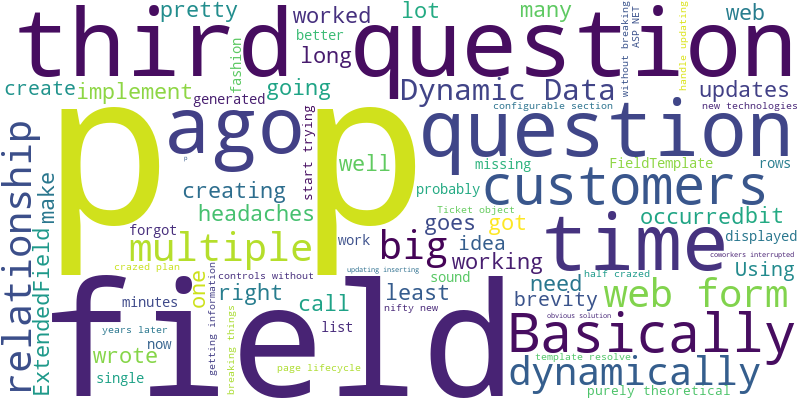 pretty
worked
lot
many
web
without breaking
ASP NET
handle updating
third question
better
long
fashion
create
implement
generated
going
Dynamic Data
updates
configurable section
new technologies
p p
ago
question
start trying
well
missing
FieldTemplate
rows
relationship
ExtendedField
make
creating
probably
customers
headaches
Ticket object
occurred
bit
forgot
multiple
big
goes
got
time
displayed
work
idea
crazed plan
working
coworkers interrupted
controls without
updating inserting
sound
half crazed
Using
one
right
getting information
call
least
need
brevity
web form
minutes
list
nifty new
obvious solution
field
Basically
years later
now
wrote
single
breaking things
page lifecycle
template resolve
dynamically
purely theoretical